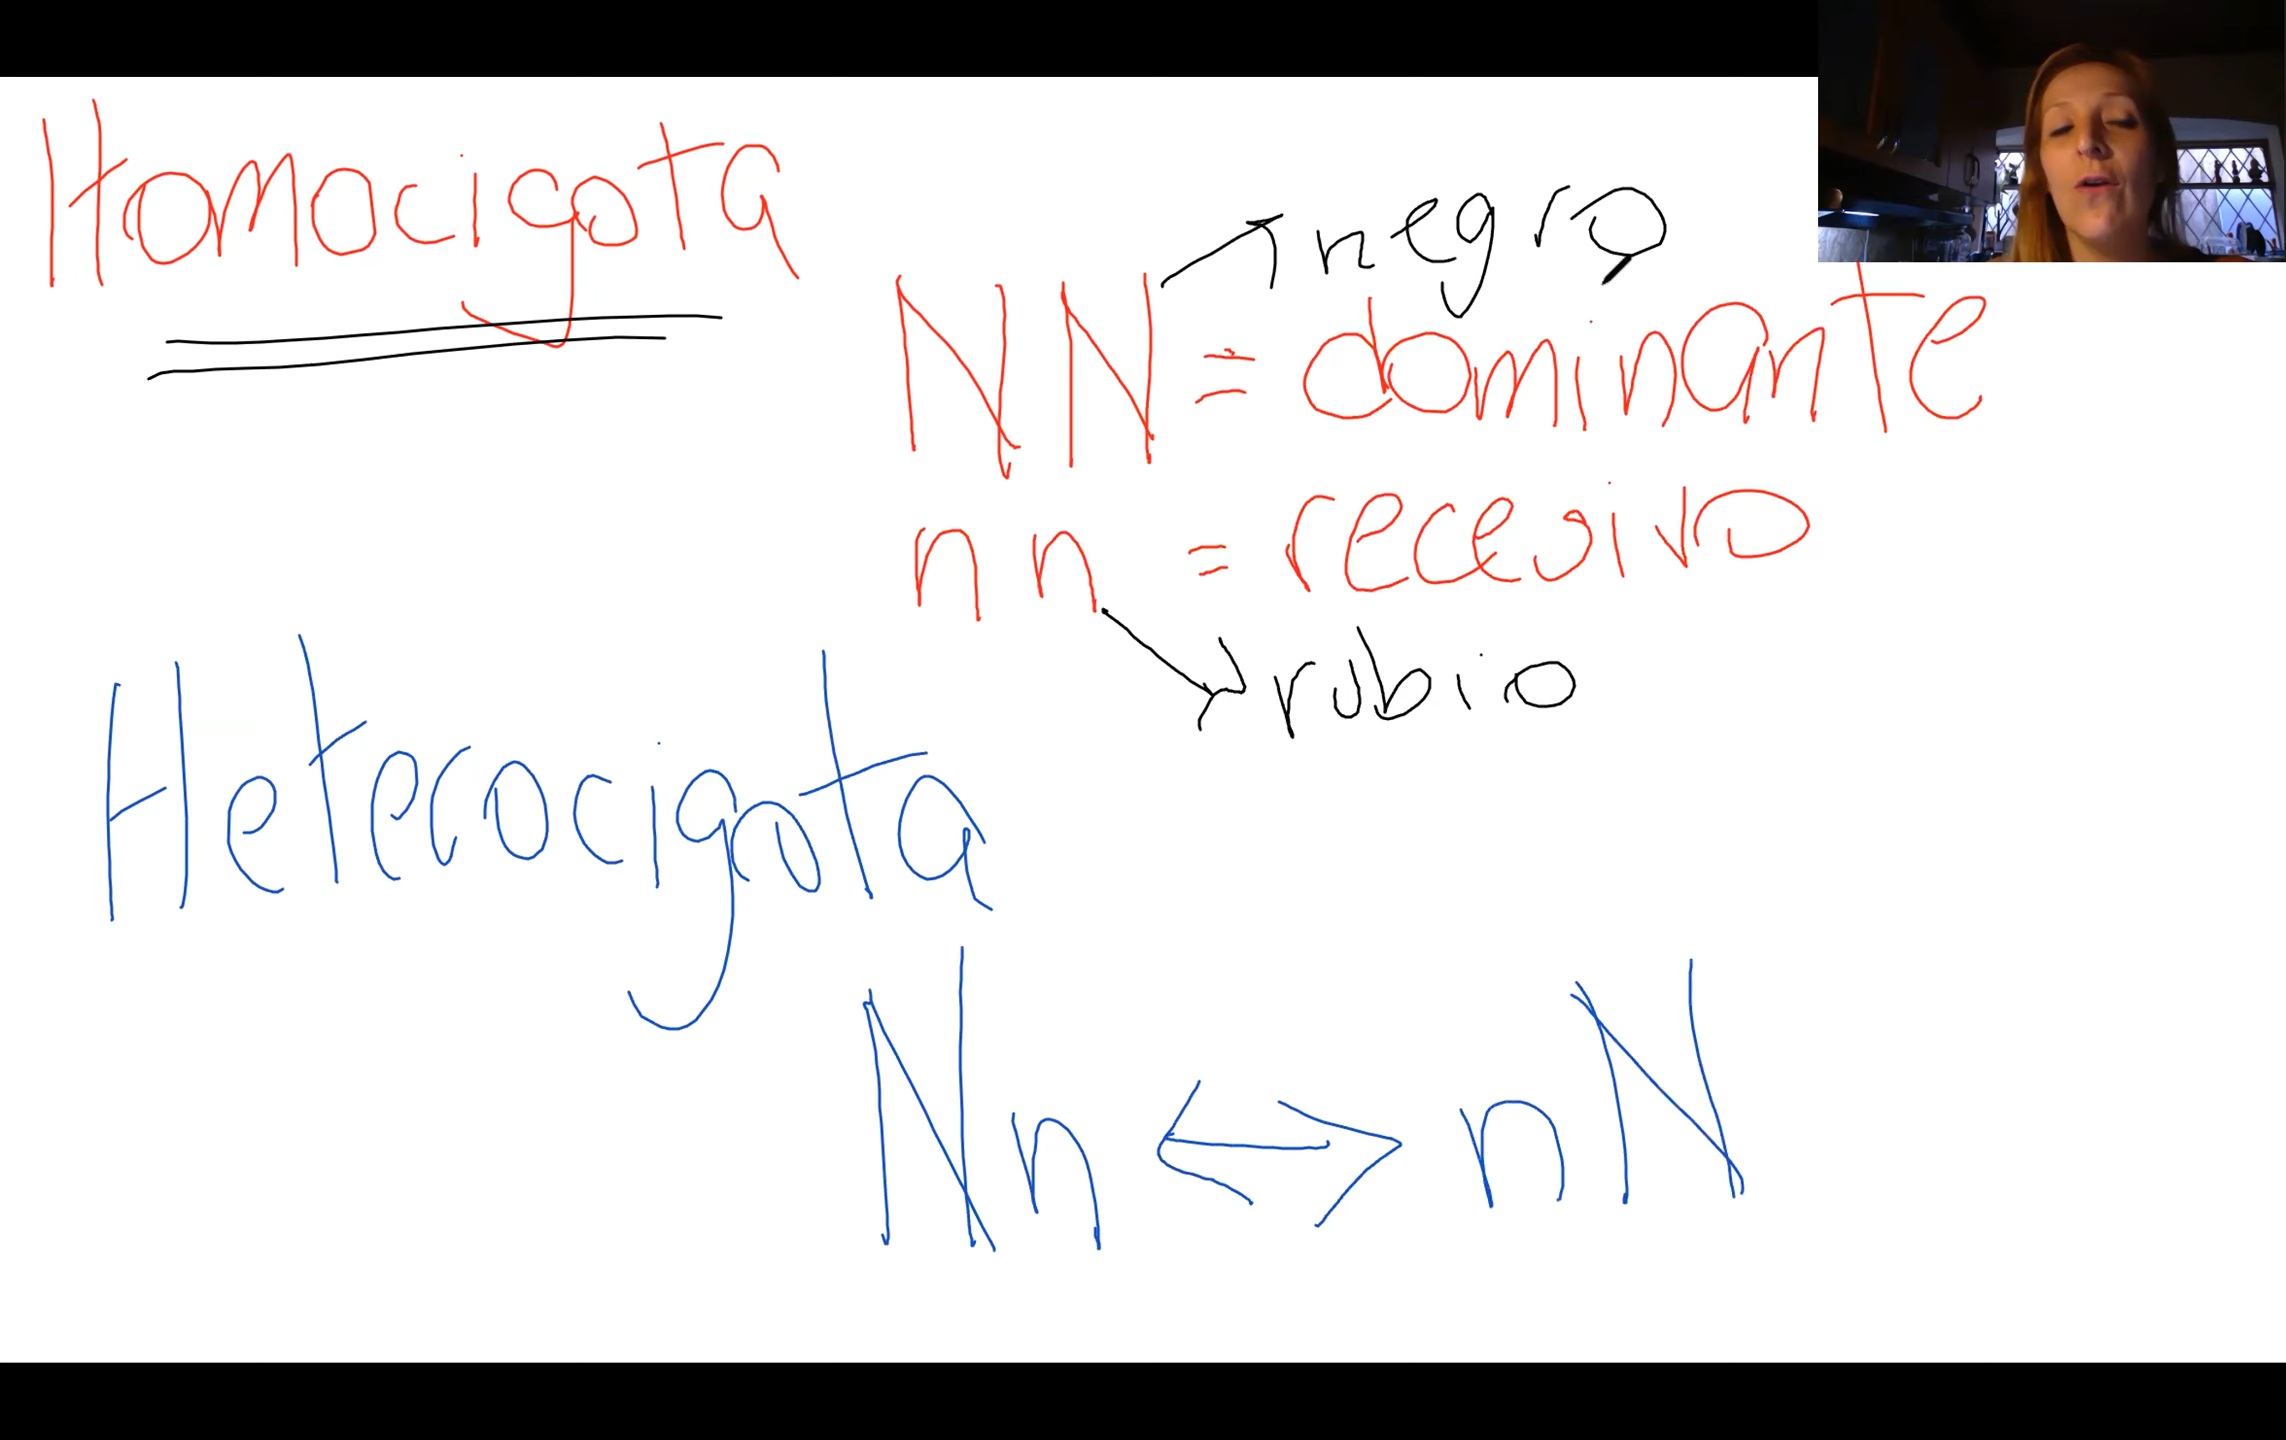 Homocigota
negro
NN = dominante
nn = recesivo
rubio
Heterocigota
Nn ↔ nN